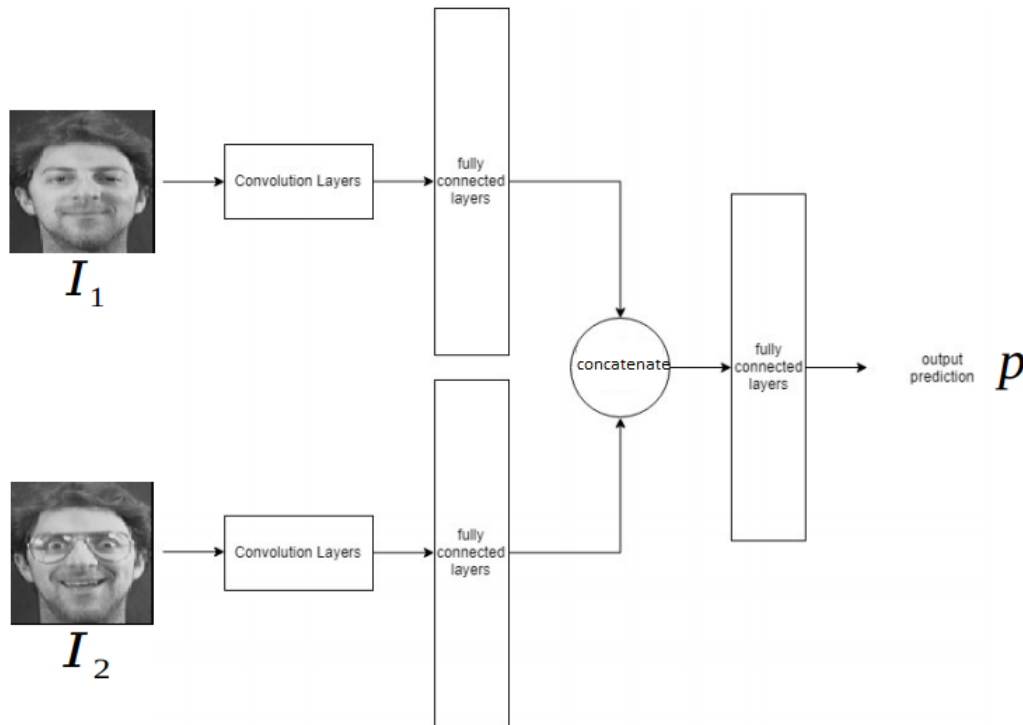 I₁
Convolution Layers
fully
connected
layers
concatenate
fully
connected
layers
output
prediction
p
I₂
Convolution Layers
fully
connected
layers